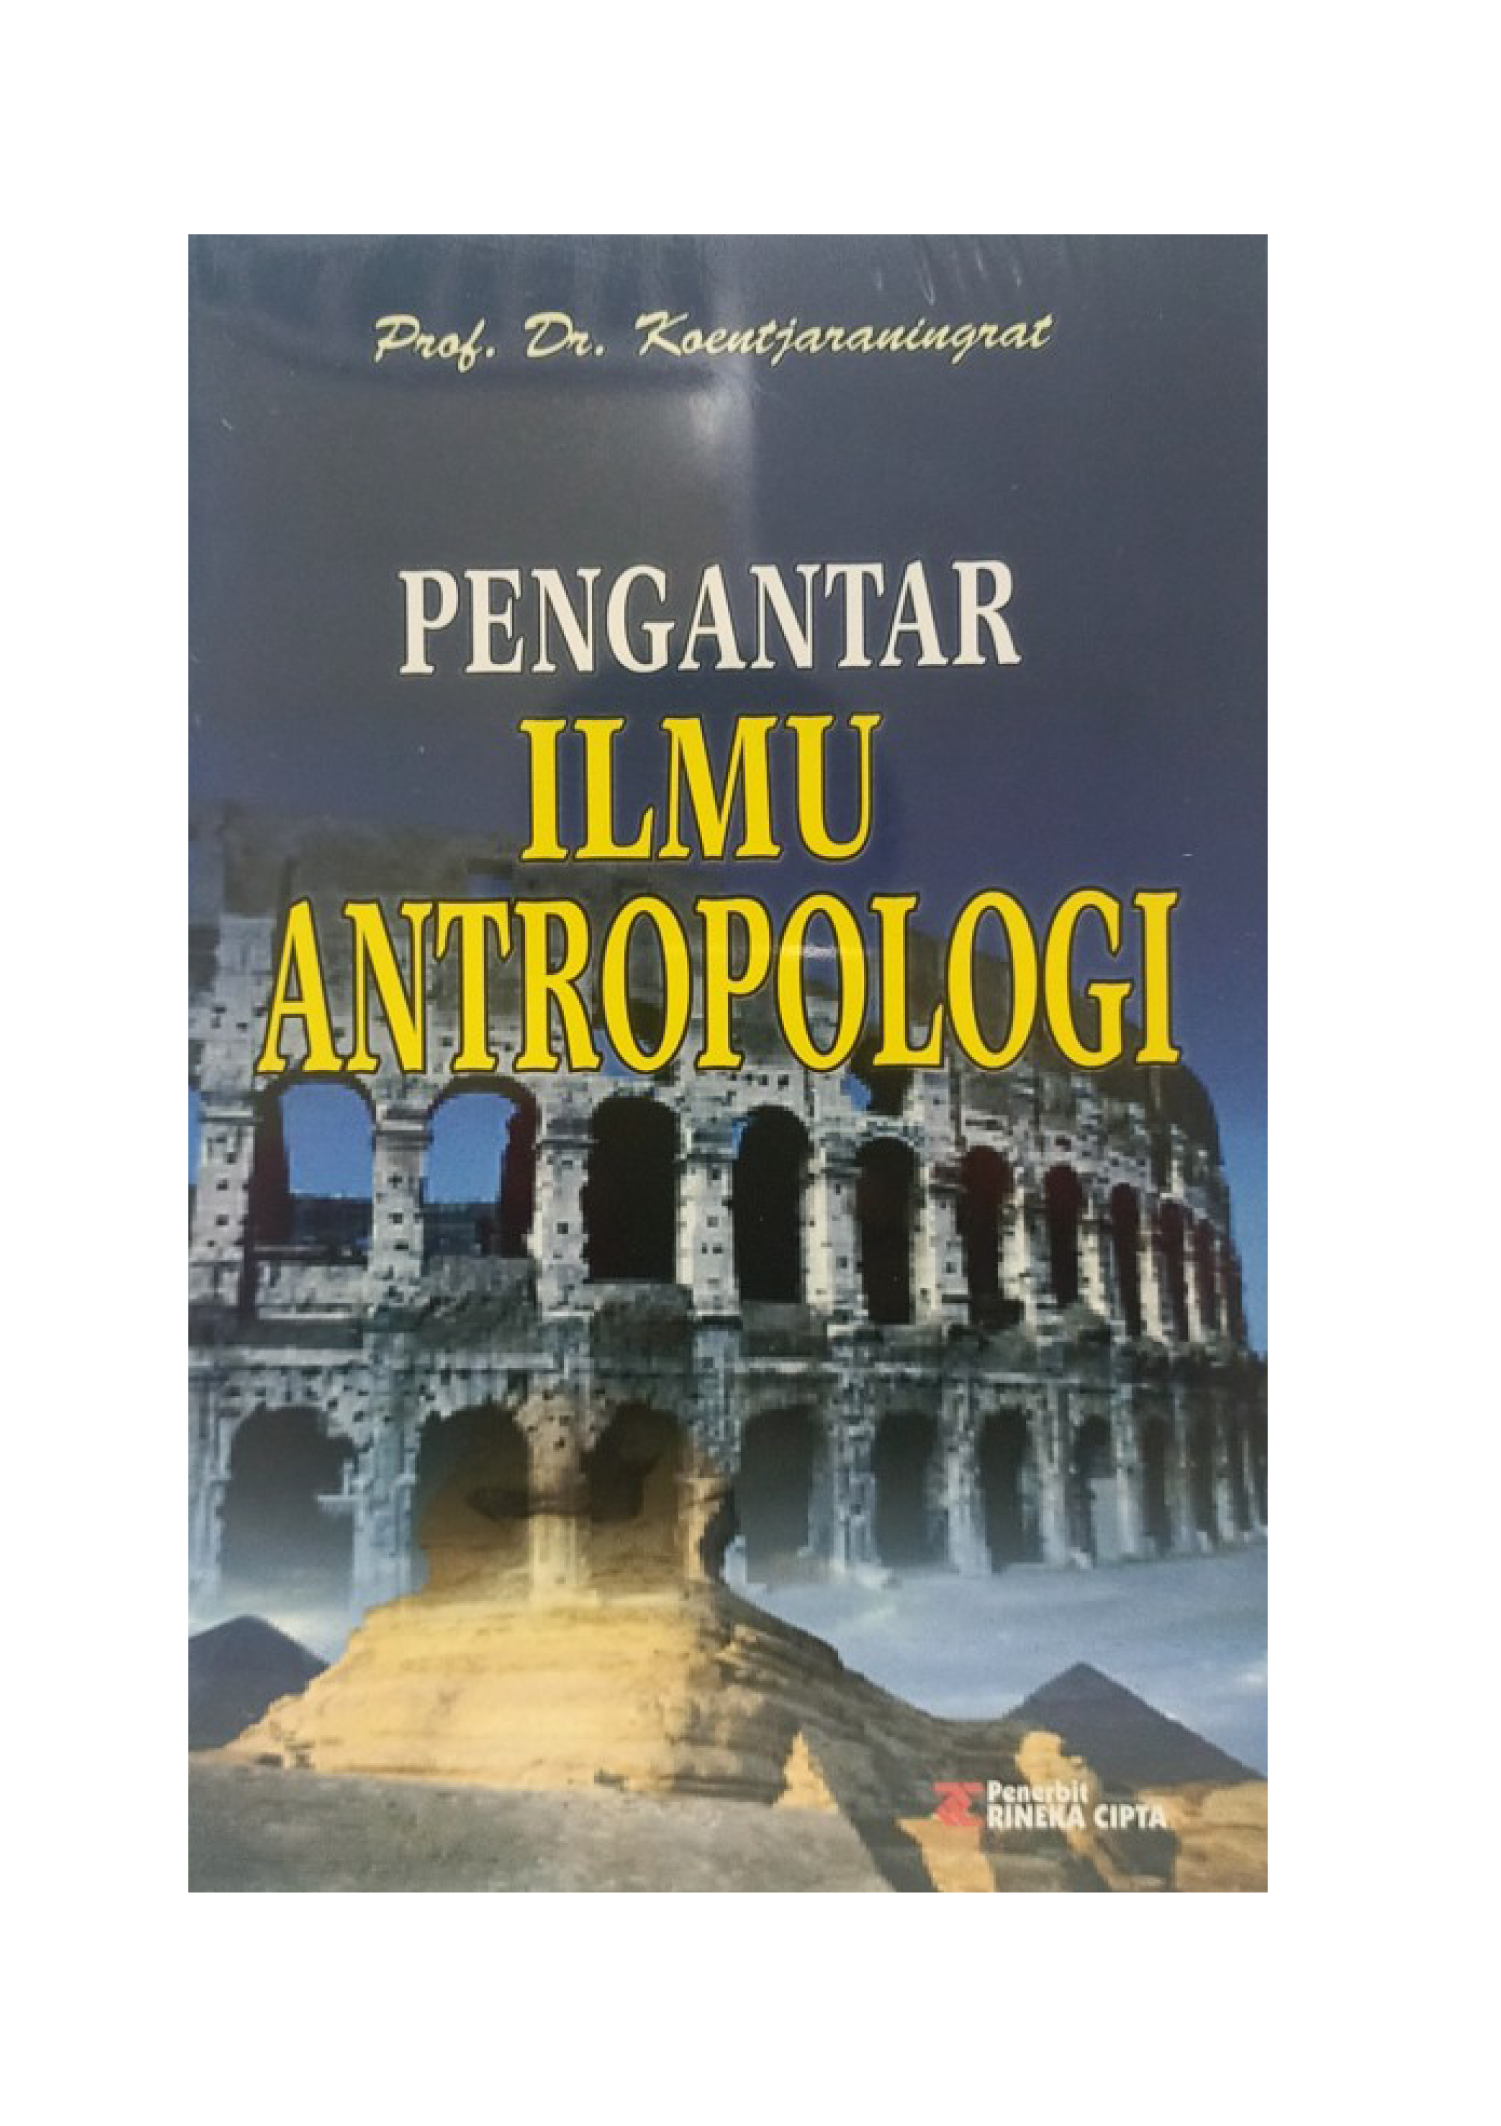 Prof. Dr. Koentjaraningrat
PENGANTAR
ILMU
ANTROPOLOGI
Penerbit
RINEKA CIPTA